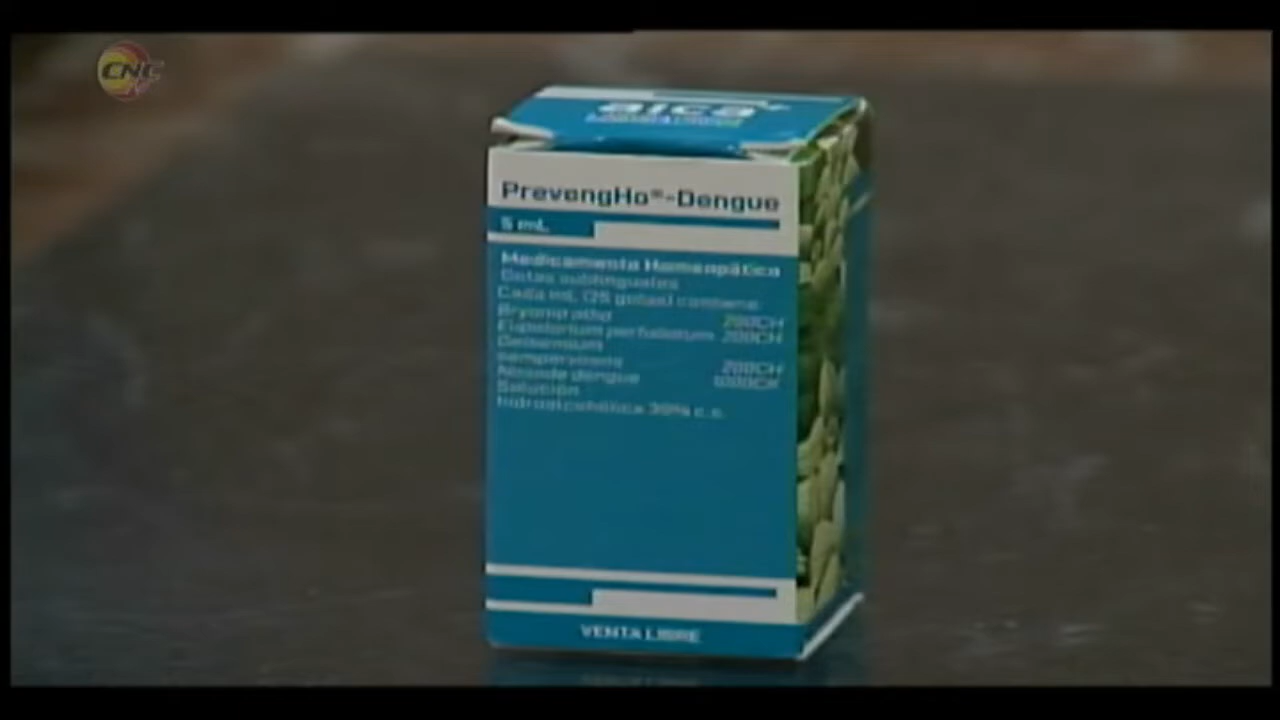 CNC
alca
PrevengHo®-Dengue
5 mL
Medicamento Homeopático
Gotas sublinguales
Cada mL (25 gotas) contiene:
Bryonia alba 200CH
Eupatorium perfoliatum 200CH
Gelsemium
sempervirens 200CH
Nosode dengue
Solución
hidroalcohólica 30% c.s.
VENTA LIBRE